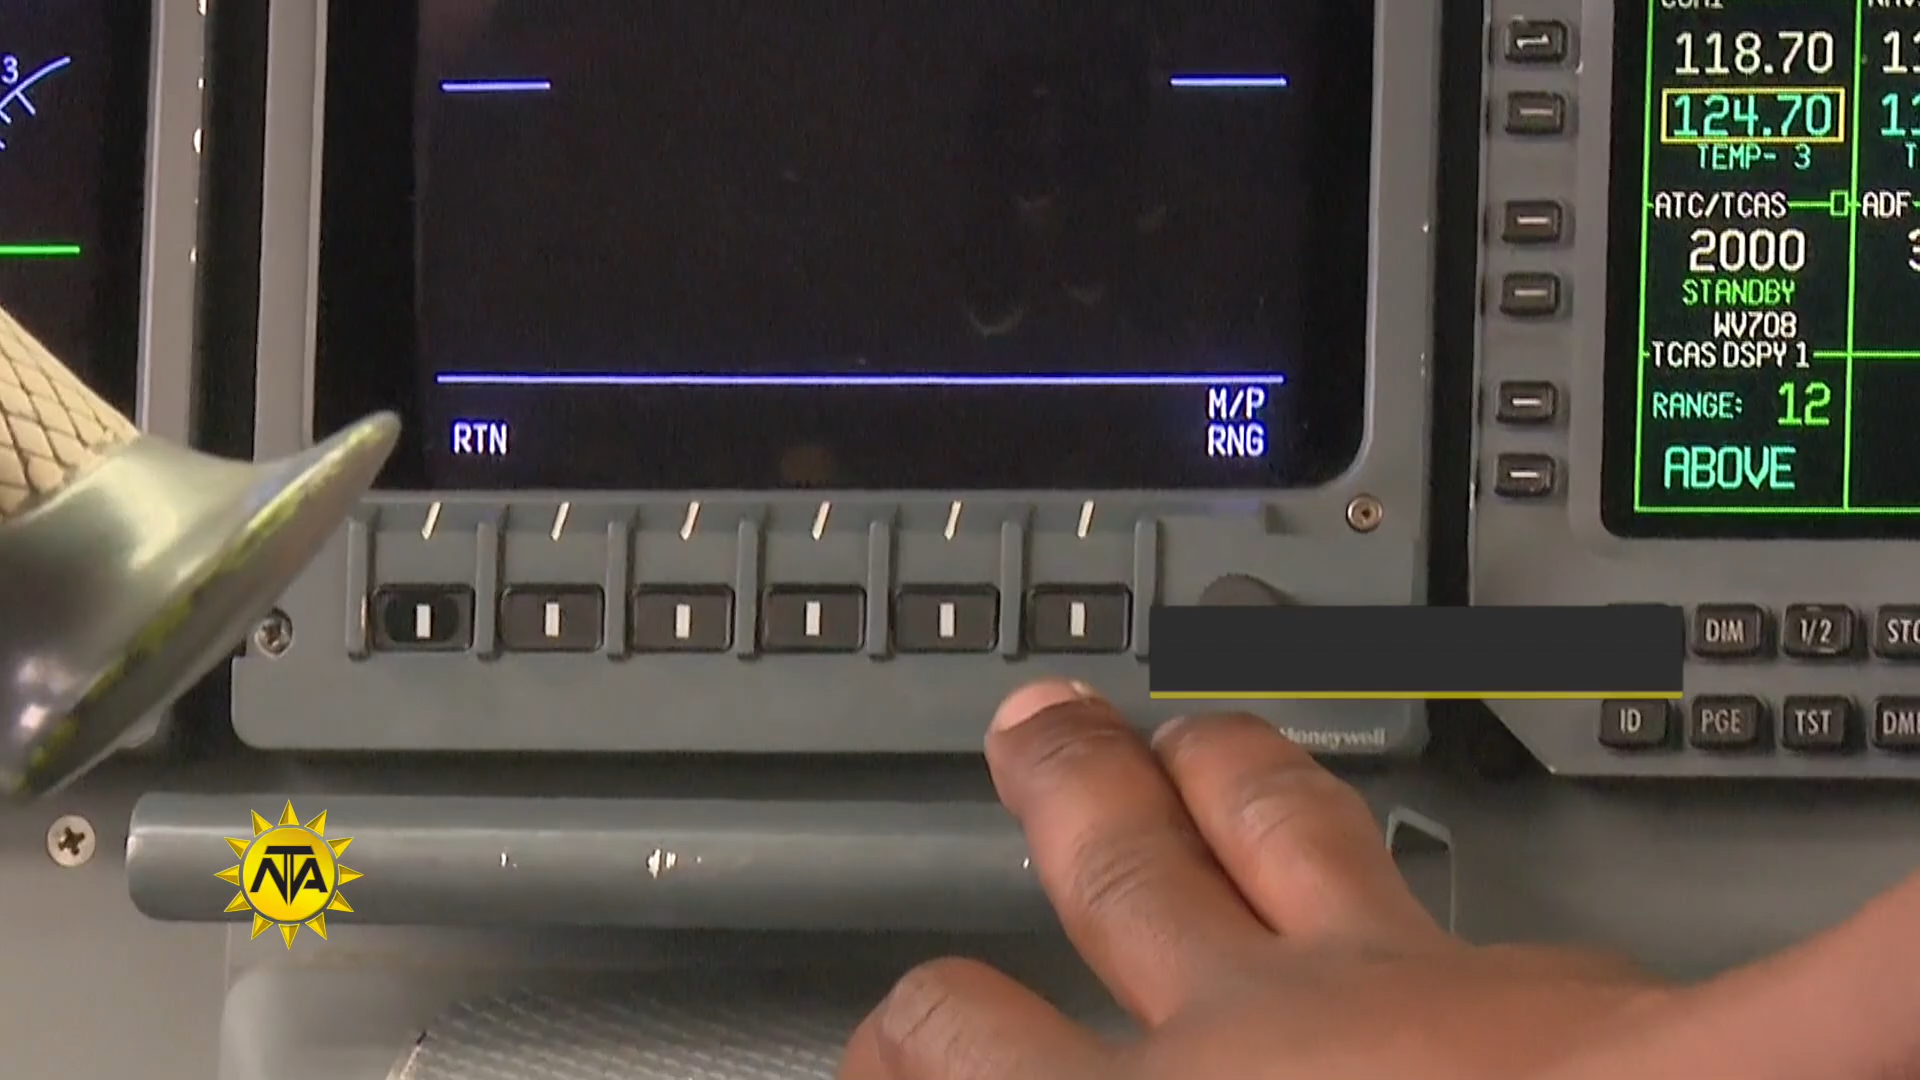 3
RTN
M/P
RNG
118.70
124.70
TEMP- 3
ATC/TCAS
ADF
2000
STANDBY
WV708
TCAS DSPY 1
RANGE: 12
ABOVE
DIM
1/2
ID
PGE
TST
Honeywell
NTA